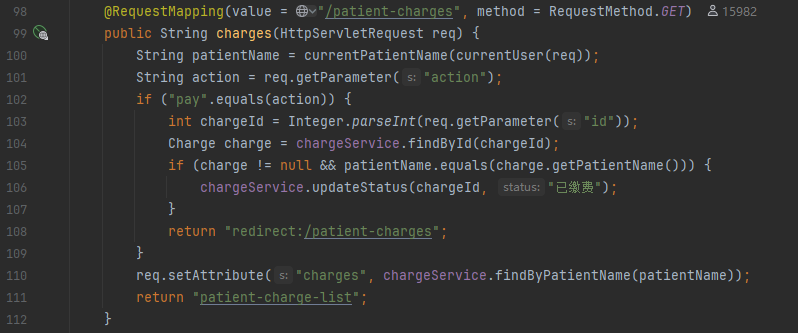 98 @RequestMapping(value = "/patient-charges", method = RequestMethod.GET) 15982
99 public String charges(HttpServletRequest req) {
100 String patientName = currentPatientName(currentUser(req));
101 String action = req.getParameter( s: "action");
102 if ("pay".equals(action)) {
103 int chargeId = Integer.parseInt(req.getParameter( s: "id"));
104 Charge charge = chargeService.findById(chargeId);
105 if (charge != null && patientName.equals(charge.getPatientName())) {
106 chargeService.updateStatus(chargeId, status: "已缴费");
107 }
108 return "redirect:/patient-charges";
109 }
110 req.setAttribute( s: "charges", chargeService.findByPatientName(patientName));
111 return "patient-charge-list";
112 }